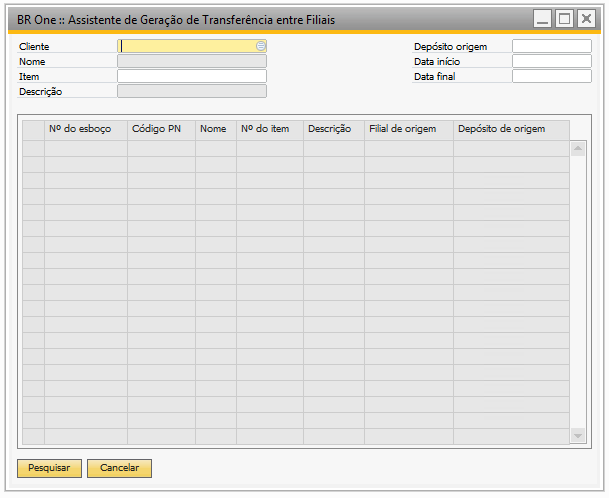 BR One :: Assistente de Geração de Transferência entre Filiais
Cliente Depósito origem
Nome Data início
Item Data final
Descrição
Nº do esboço Código PN Nome Nº do item Descrição Filial de origem Depósito de origem
Pesquisar Cancelar